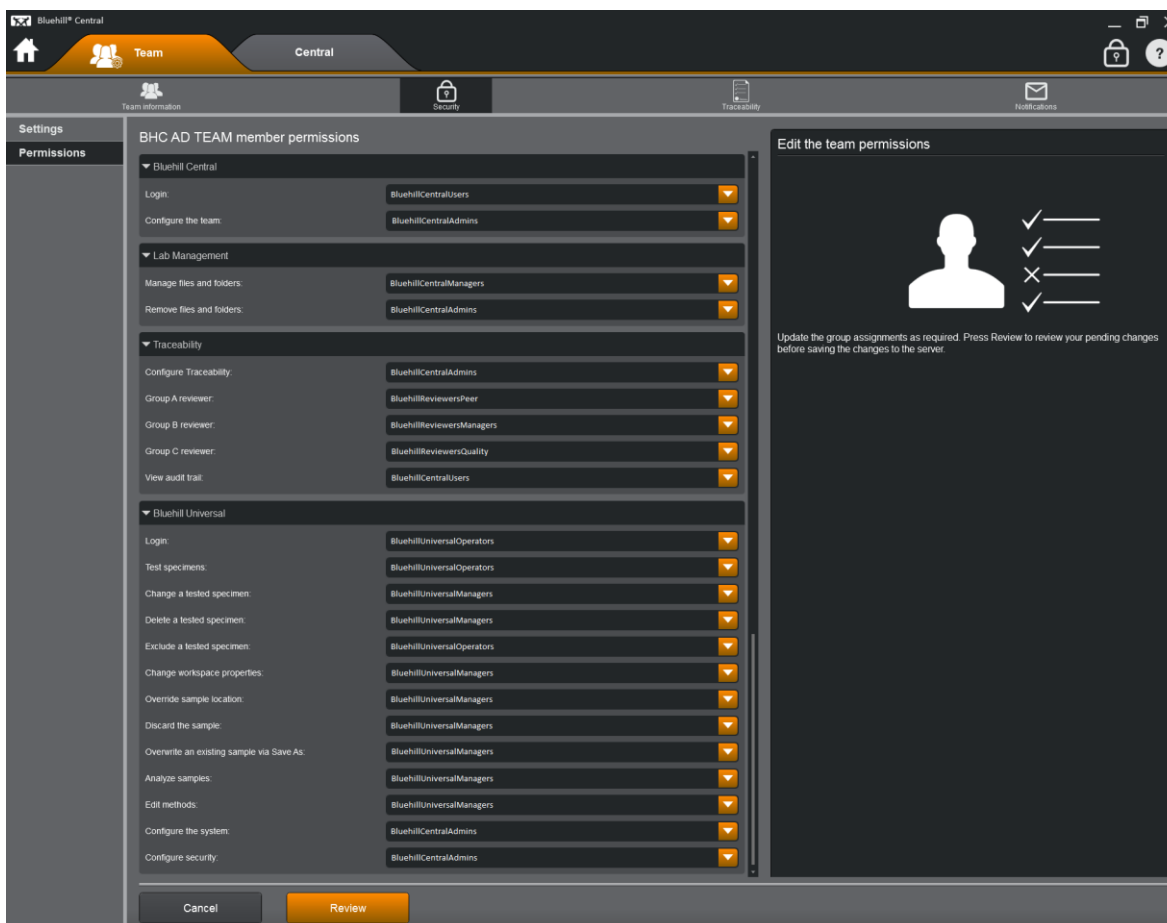 Bluehill® Central
Team
Central
?
Team information
Security
Traceability
Notifications
Settings
Permissions
BHC AD TEAM member permissions
Bluehill Central
Login: BluehillCentralUsers
Configure the team: BluehillCentralAdmins
Lab Management
Manage files and folders: BluehillCentralManagers
Remove files and folders: BluehillCentralAdmins
Traceability
Configure Traceability: BluehillCentralAdmins
Group A reviewer: BluehillReviewersPeer
Group B reviewer: BluehillReviewersManagers
Group C reviewer: BluehillReviewersQuality
View audit trail: BluehillCentralUsers
Bluehill Universal
Login: BluehillUniversalOperators
Test specimens: BluehillUniversalOperators
Change a tested specimen: BluehillUniversalManagers
Delete a tested specimen: BluehillUniversalManagers
Exclude a tested specimen: BluehillUniversalOperators
Change workspace properties: BluehillUniversalManagers
Override sample location: BluehillUniversalManagers
Discard the sample: BluehillUniversalManagers
Overwrite an existing sample via Save As: BluehillUniversalManagers
Analyze samples: BluehillUniversalManagers
Edit methods: BluehillUniversalManagers
Configure the system: BluehillCentralAdmins
Configure security: BluehillCentralAdmins
Cancel
Review
Edit the team permissions
Update the group assignments as required. Press Review to review your pending changes
before saving the changes to the server.